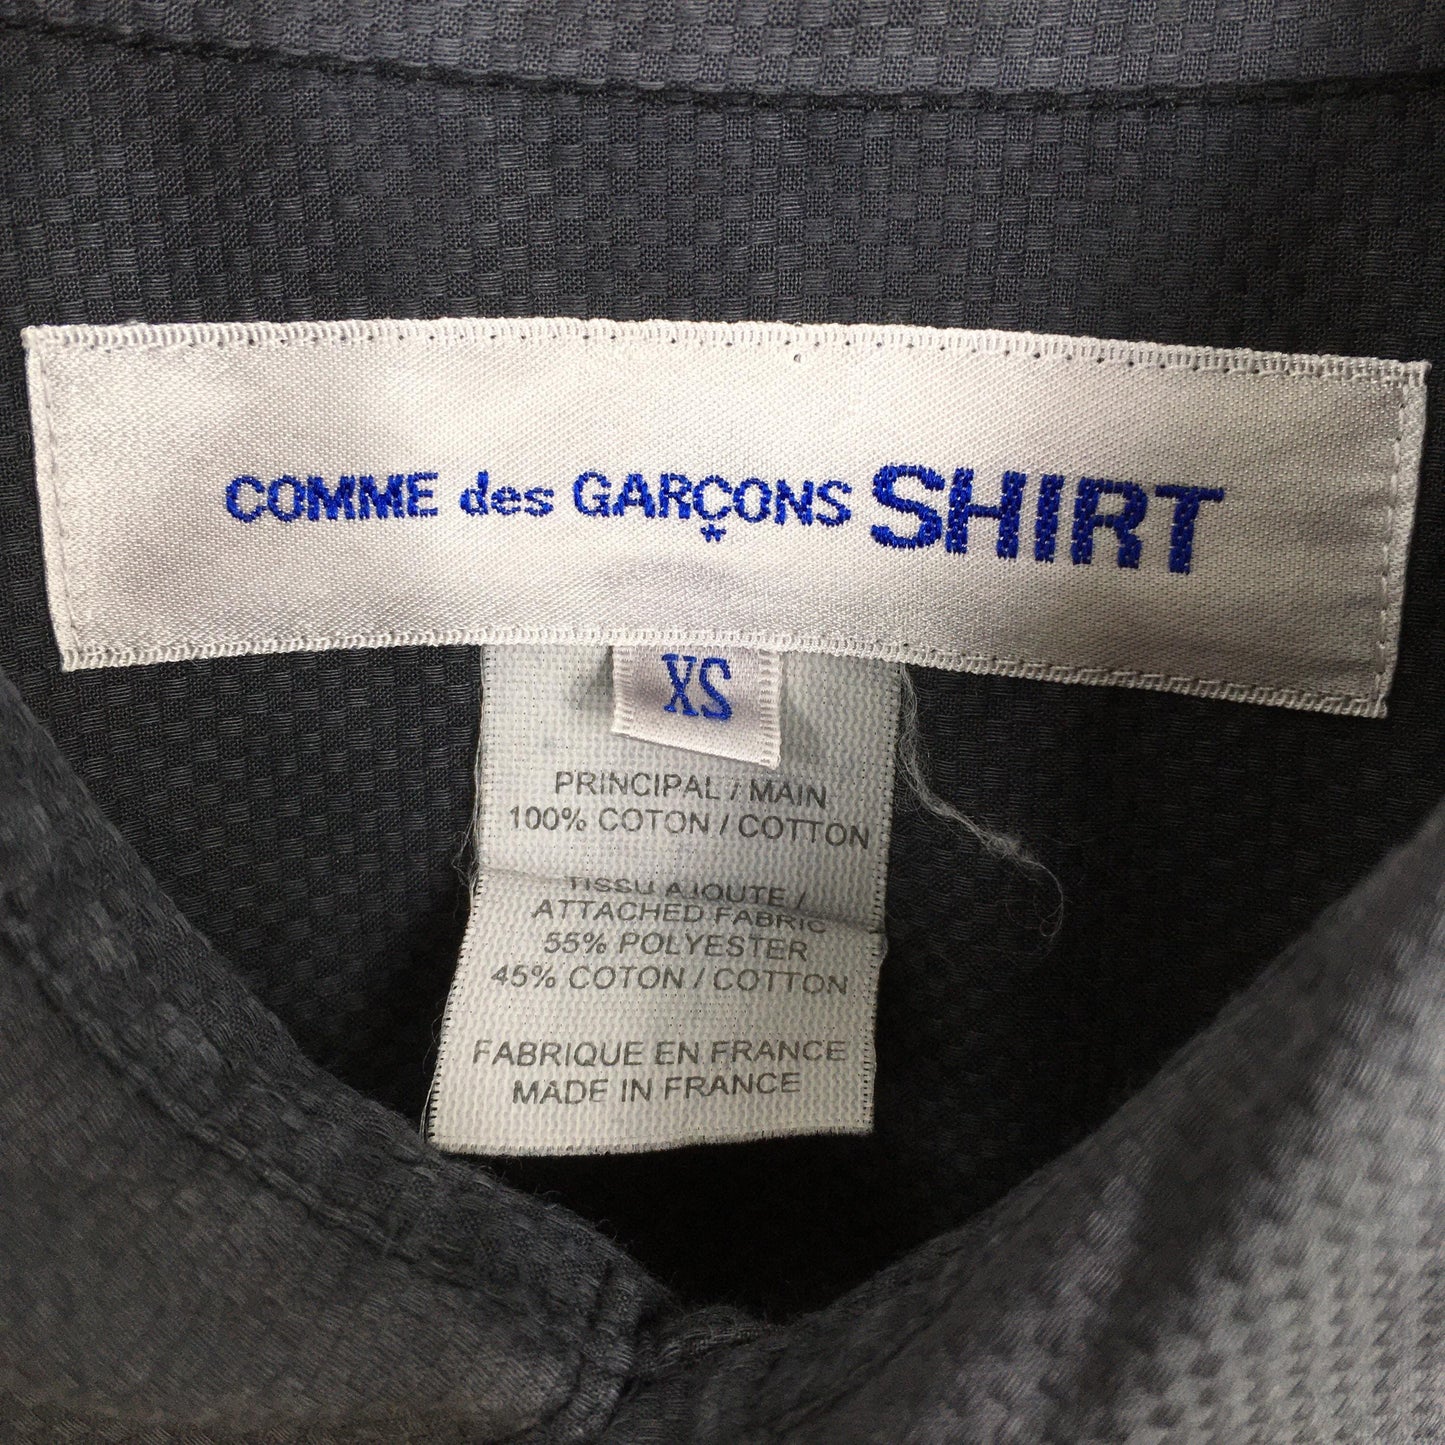 COMME des GARÇONS SHIRT
XS
PRINCIPAL / MAIN
100% COTON / COTTON
TISSU AJOUTE /
ATTACHED FABRIC
55% POLYESTER
45% COTON / COTTON
FABRIQUE EN FRANCE
MADE IN FRANCE